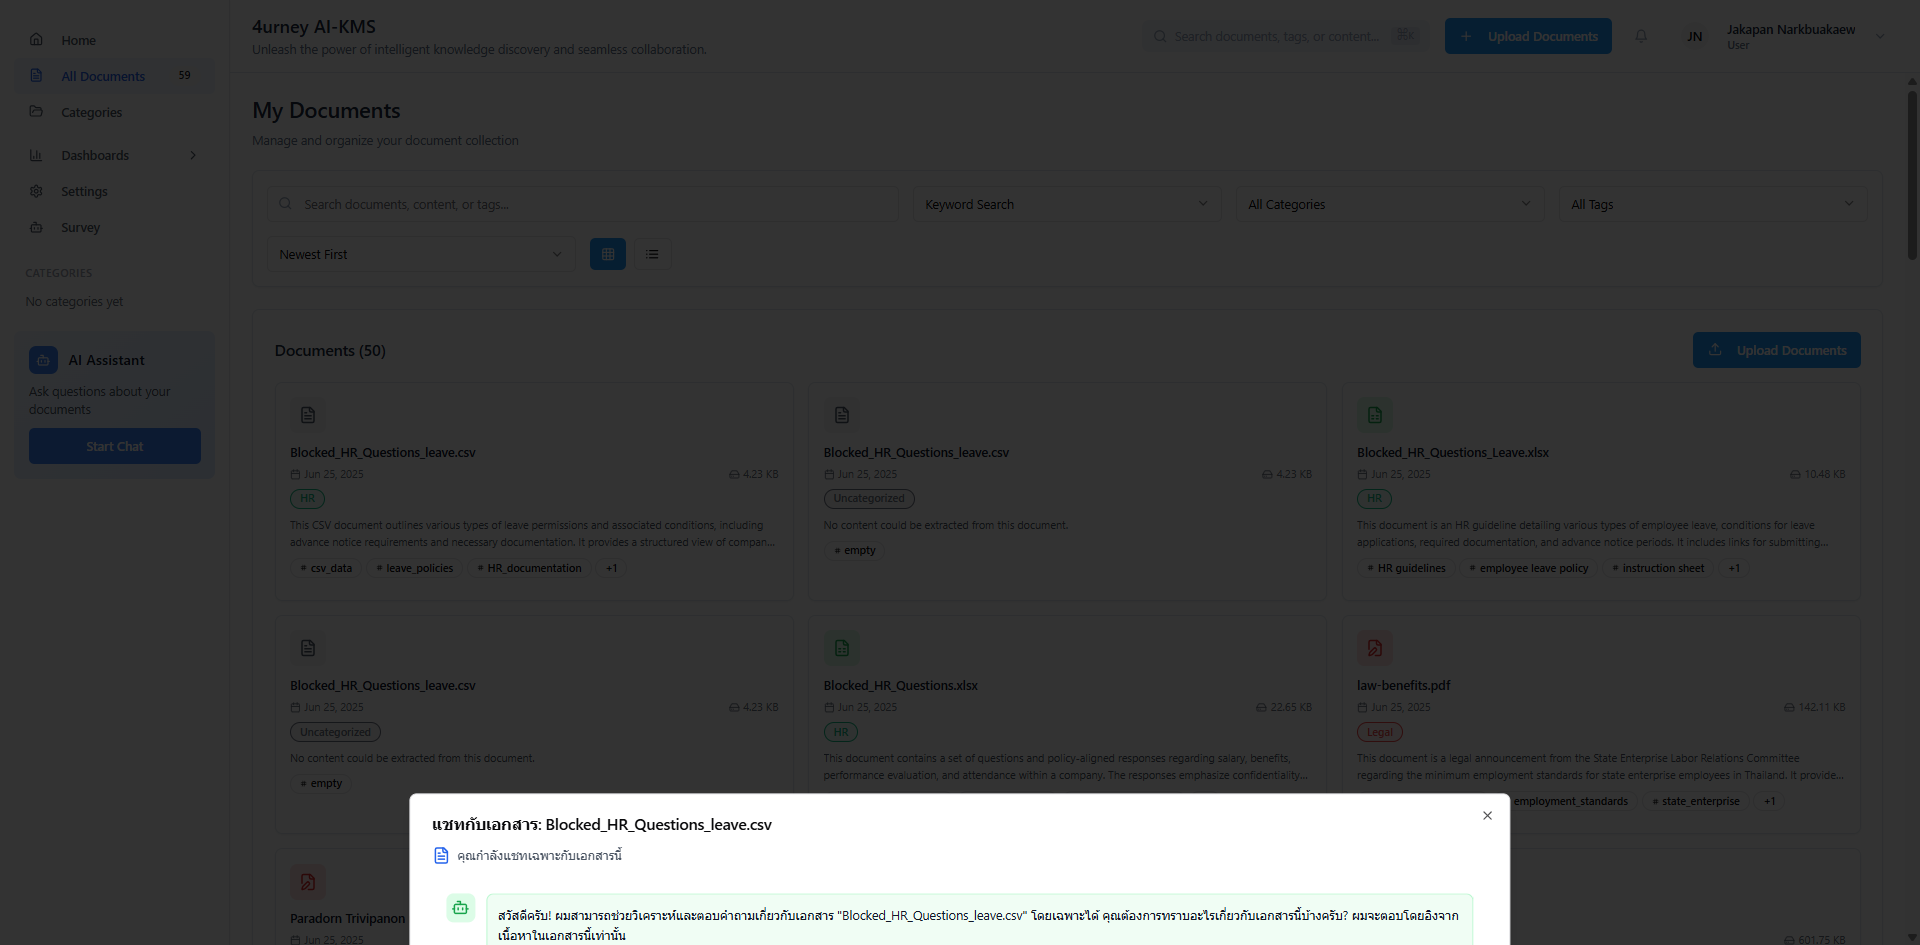 4urney AI-KMS
Unleash the power of intelligent knowledge discovery and seamless collaboration.
Search documents, tags, or content...
⌘K
Upload Documents
JN
Jakapan Narkbuakaew
User
Home
All Documents 59
Categories
Dashboards
Settings
Survey
CATEGORIES
No categories yet
AI Assistant
Ask questions about your
documents
Start Chat
My Documents
Manage and organize your document collection
Search documents, content, or tags...
Keyword Search
All Categories
All Tags
Newest First
Documents (50)
Upload Documents
Blocked_HR_Questions_leave.csv
Jun 25, 2025 4.23 KB
HR
This CSV document outlines various types of leave permissions and associated conditions, including
advance notice requirements and necessary documentation. It provides a structured view of compan...
# csv_data # leave_policies # HR_documentation +1
Blocked_HR_Questions_leave.csv
Jun 25, 2025 4.23 KB
Uncategorized
No content could be extracted from this document.
# empty
Blocked_HR_Questions_Leave.xlsx
Jun 25, 2025 10.48 KB
HR
This document is an HR guideline detailing various types of employee leave, conditions for leave
applications, required documentation, and advance notice periods. It includes links for submitting...
# HR guidelines # employee leave policy # instruction sheet +1
Blocked_HR_Questions_leave.csv
Jun 25, 2025 4.23 KB
Uncategorized
No content could be extracted from this document.
# empty
Blocked_HR_Questions.xlsx
Jun 25, 2025 22.65 KB
HR
This document contains a set of questions and policy-aligned responses regarding salary, benefits,
performance evaluation, and attendance within a company. The responses emphasize confidentiality...
law-benefits.pdf
Jun 25, 2025 142.11 KB
Legal
This document is a legal announcement from the State Enterprise Labor Relations Committee
regarding the minimum employment standards for state enterprise employees in Thailand. It provide...
employment_standards # state_enterprise +1
Paradorn Trivipanon
Jun 25, 2025
601.75 KB
แชทกับเอกสาร: Blocked_HR_Questions_leave.csv
คุณกำลังแชทเฉพาะกับเอกสารนี้
สวัสดีครับ! ผมสามารถช่วยวิเคราะห์และตอบคำถามเกี่ยวกับเอกสาร "Blocked_HR_Questions_leave.csv" โดยเฉพาะได้ คุณต้องการทราบอะไรเกี่ยวกับเอกสารนี้บ้างครับ? ผมจะตอบโดยอิงจาก
เนื้อหาในเอกสารนี้เท่านั้น